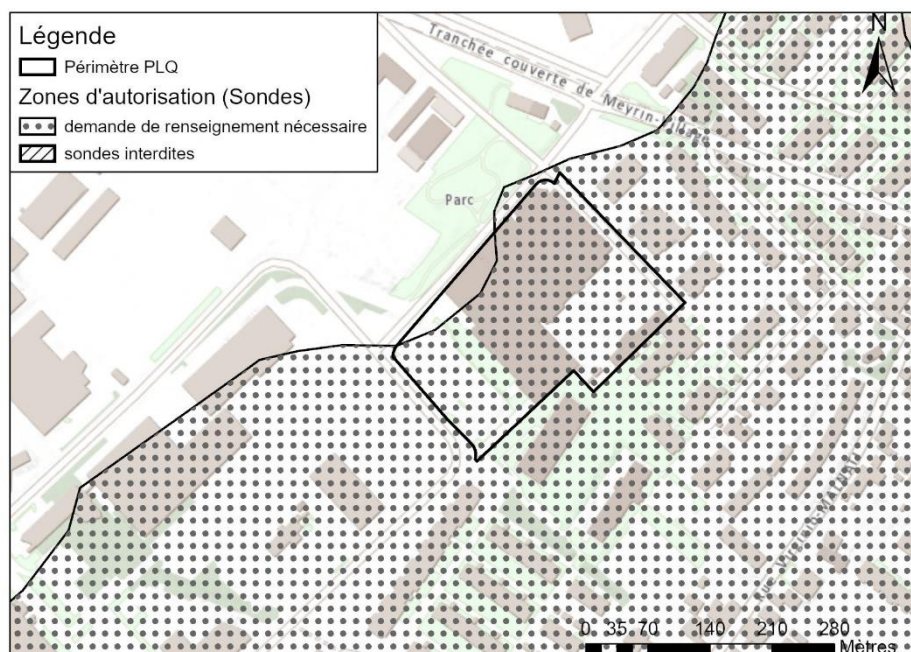 Légende
Périmètre PLQ
Zones d'autorisation (Sondes)
demande de renseignement nécessaire
sondes interdites
N
Tranchée couverte de Meyrin-Village
Parc
0 35 70 140 210 280
Mètres